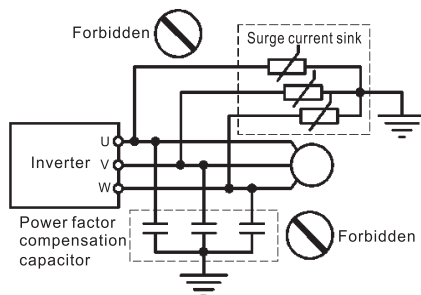 Forbidden
Surge current sink
Inverter
U
V
W
Power factor
compensation
capacitor
Forbidden